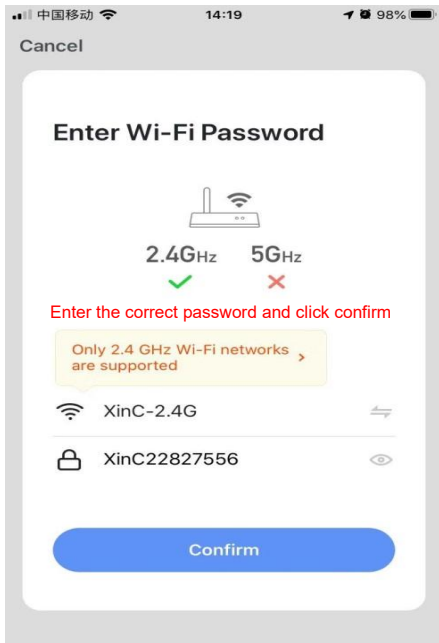 中国移动 14:19 98%
Cancel
Enter Wi-Fi Password
2.4GHz 5GHz
Enter the correct password and click confirm
Only 2.4 GHz Wi-Fi networks
are supported
XinC-2.4G
XinC22827556
Confirm